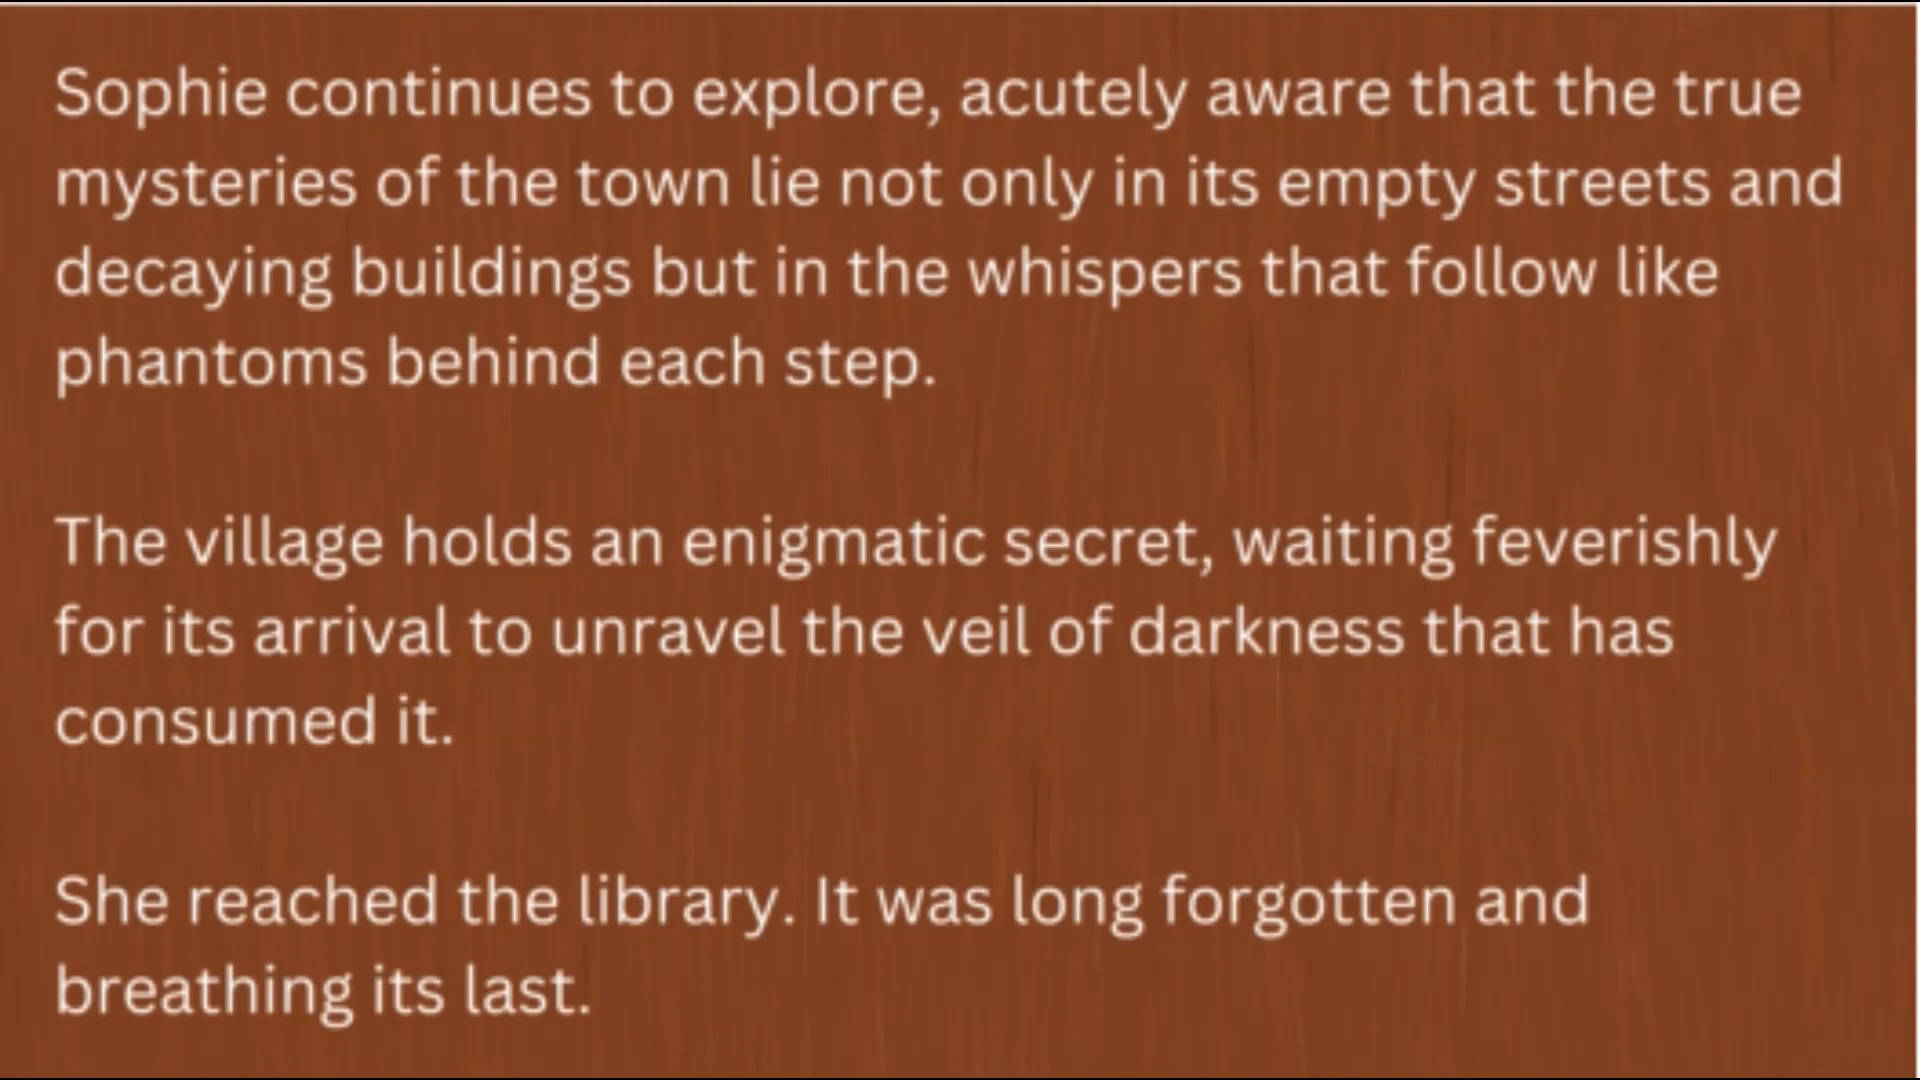 Sophie continues to explore, acutely aware that the true
mysteries of the town lie not only in its empty streets and
decaying buildings but in the whispers that follow like
phantoms behind each step.
The village holds an enigmatic secret, waiting feverishly
for its arrival to unravel the veil of darkness that has
consumed it.
She reached the library. It was long forgotten and
breathing its last.